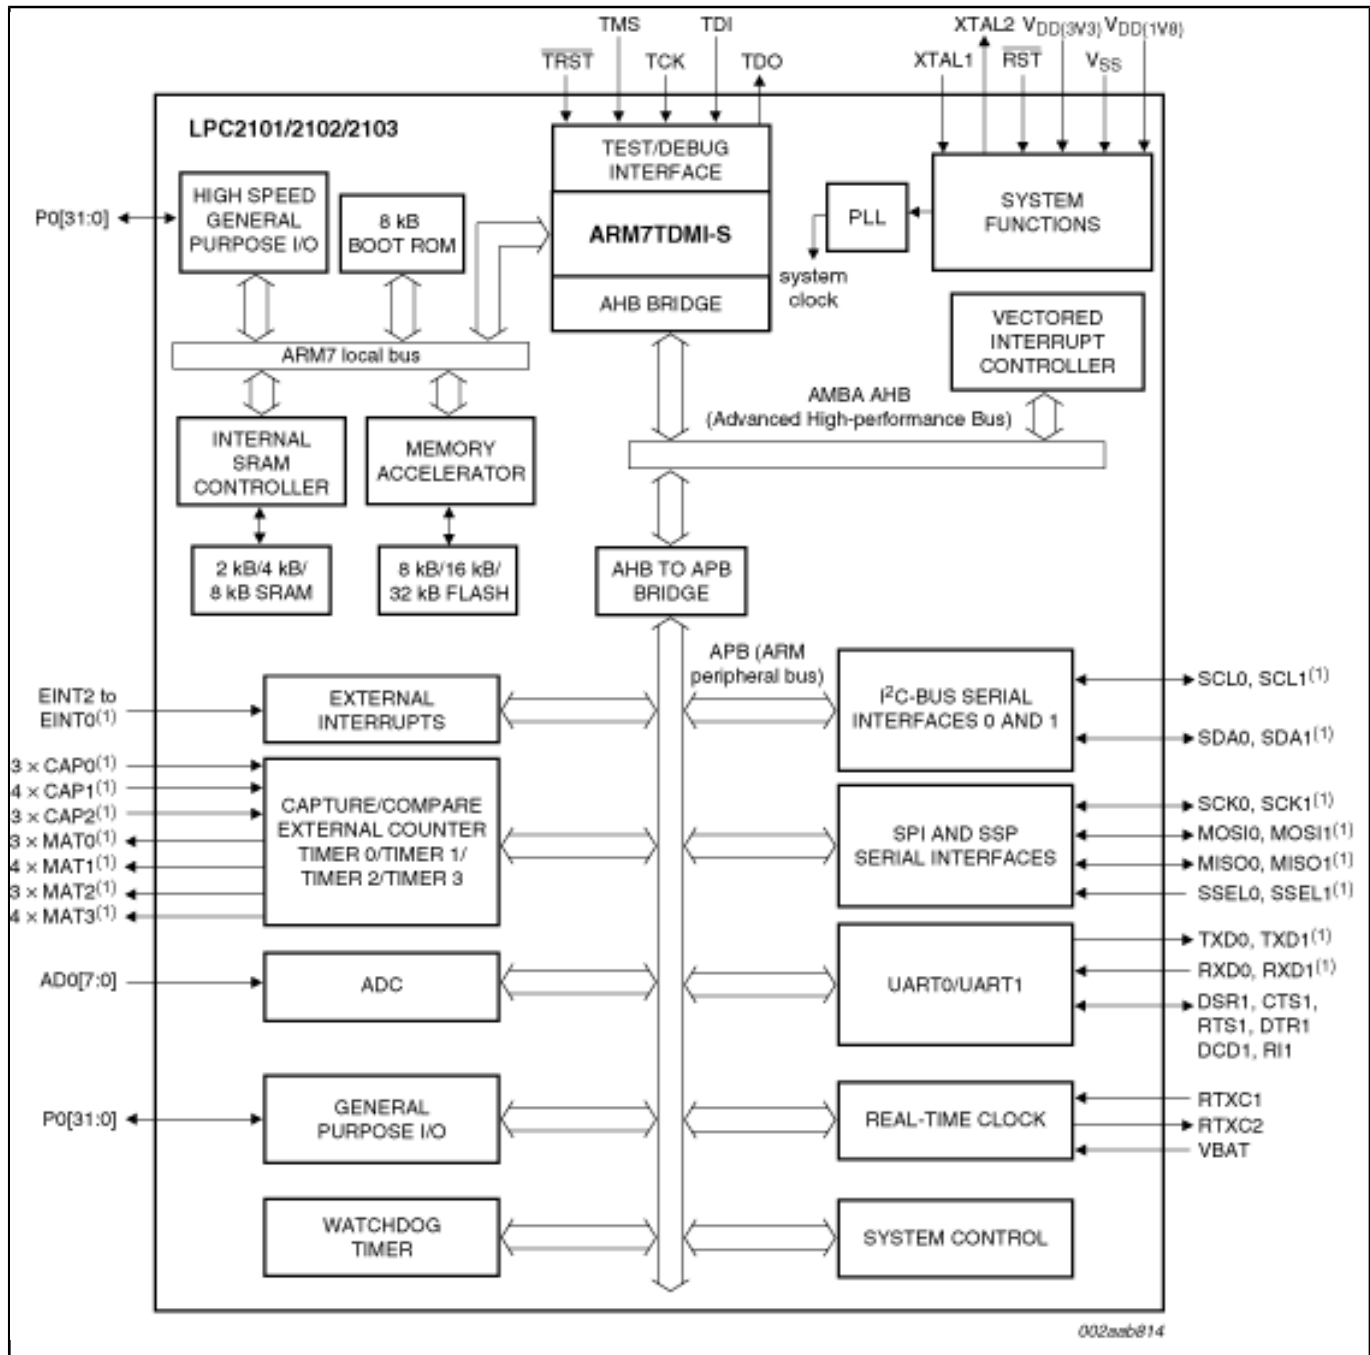 TMS TDI XTAL2 VDD(3V3) VDD(1V8)
TRST TCK TDO XTAL1 RST VSS
LPC2101/2102/2103
TEST/DEBUG
INTERFACE
HIGH SPEED
GENERAL
PURPOSE I/O
P0[31:0]
8 kB
BOOT ROM
ARM7TDMI-S
PLL
SYSTEM
FUNCTIONS
system
clock
AHB BRIDGE
VECTORED
INTERRUPT
CONTROLLER
ARM7 local bus
AMBA AHB
(Advanced High-performance Bus)
INTERNAL
SRAM
CONTROLLER
MEMORY
ACCELERATOR
2 kB/4 kB/
8 kB SRAM
8 kB/16 kB/
32 kB FLASH
AHB TO APB
BRIDGE
APB (ARM
peripheral bus)
EINT2 to
EINT0(1)
EXTERNAL
INTERRUPTS
I2C-BUS SERIAL
INTERFACES 0 AND 1
SCL0, SCL1(1)
SDA0, SDA1(1)
3 × CAP0(1)
4 × CAP1(1)
3 × CAP2(1)
3 × MAT0(1)
4 × MAT1(1)
3 × MAT2(1)
4 × MAT3(1)
CAPTURE/COMPARE
EXTERNAL COUNTER
TIMER 0/TIMER 1/
TIMER 2/TIMER 3
SPI AND SSP
SERIAL INTERFACES
SCK0, SCK1(1)
MOSI0, MOSI1(1)
MISO0, MISO1(1)
SSEL0, SSEL1(1)
AD0[7:0]
ADC
UART0/UART1
TXD0, TXD1(1)
RXD0, RXD1(1)
DSR1, CTS1,
RTS1, DTR1
DCD1, RI1
P0[31:0]
GENERAL
PURPOSE I/O
REAL-TIME CLOCK
RTXC1
RTXC2
VBAT
WATCHDOG
TIMER
SYSTEM CONTROL
002aab814